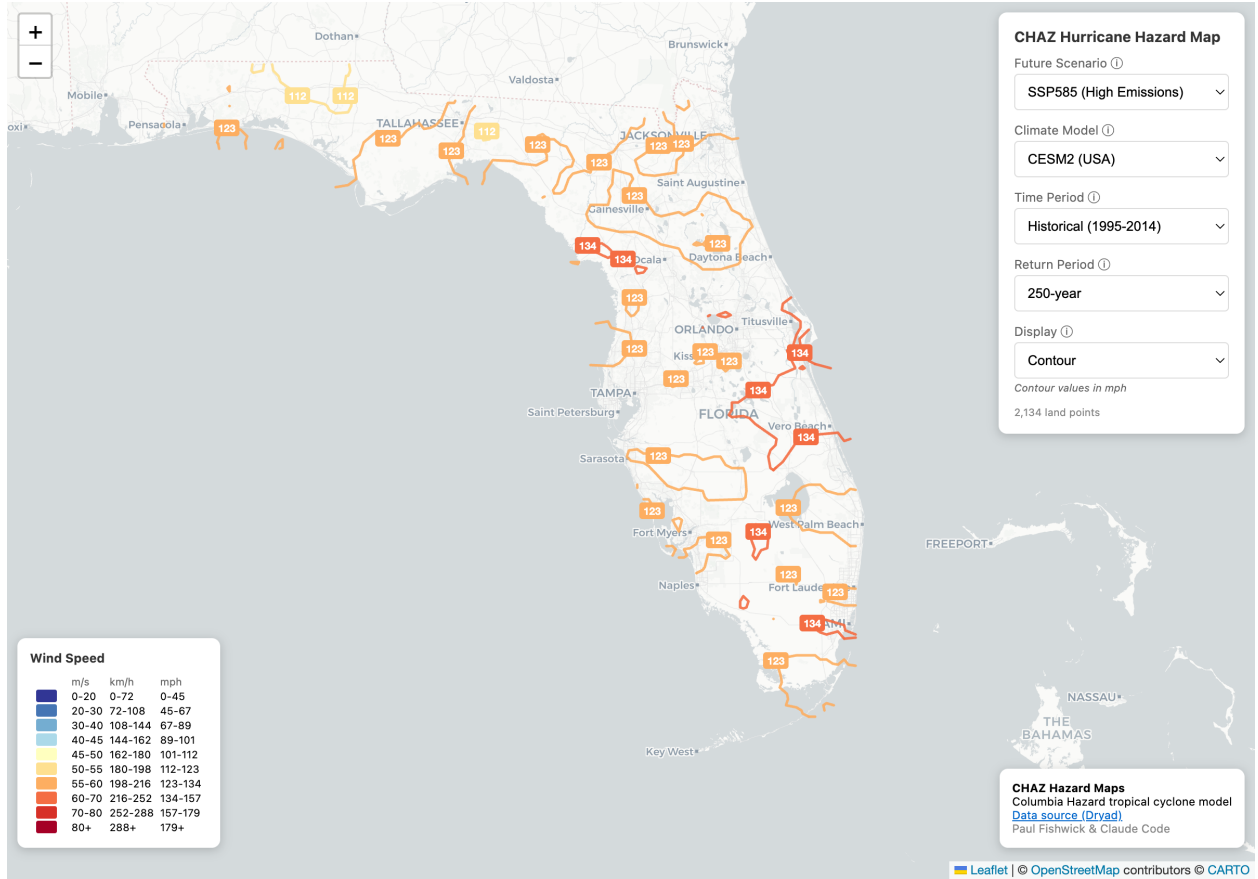 +
−
CHAZ Hurricane Hazard Map
Future Scenario ⓘ
SSP585 (High Emissions)
Climate Model ⓘ
CESM2 (USA)
Time Period ⓘ
Historical (1995-2014)
Return Period ⓘ
250-year
Display ⓘ
Contour
Contour values in mph
2,134 land points
Dothan
Brunswick
Valdosta
112
112
Mobile
oxi
Pensacola
123
TALLAHASSEE
123
112
123
123
JACKSONVILLE
123
123
123
Saint Augustine
123
Gainesville
134
134
Ocala
123
Daytona Beach
123
Titusville
ORLANDO
123
Kiss
123
123
134
123
TAMPA
134
Saint Petersburg
FLORIDA
Vero Beach
134
Sarasota
123
123
123
West Palm Beach
Fort Myers
123
134
FREEPORT
123
Naples
Fort Laude
123
134
AMI
123
NASSAU
THE
BAHAMAS
Key West
Wind Speed
m/s km/h mph
0-20 0-72 0-45
20-30 72-108 45-67
30-40 108-144 67-89
40-45 144-162 89-101
45-50 162-180 101-112
50-55 180-198 112-123
55-60 198-216 123-134
60-70 216-252 134-157
70-80 252-288 157-179
80+ 288+ 179+
CHAZ Hazard Maps
Columbia Hazard tropical cyclone model
Data source (Dryad)
Paul Fishwick & Claude Code
Leaflet | © OpenStreetMap contributors © CARTO